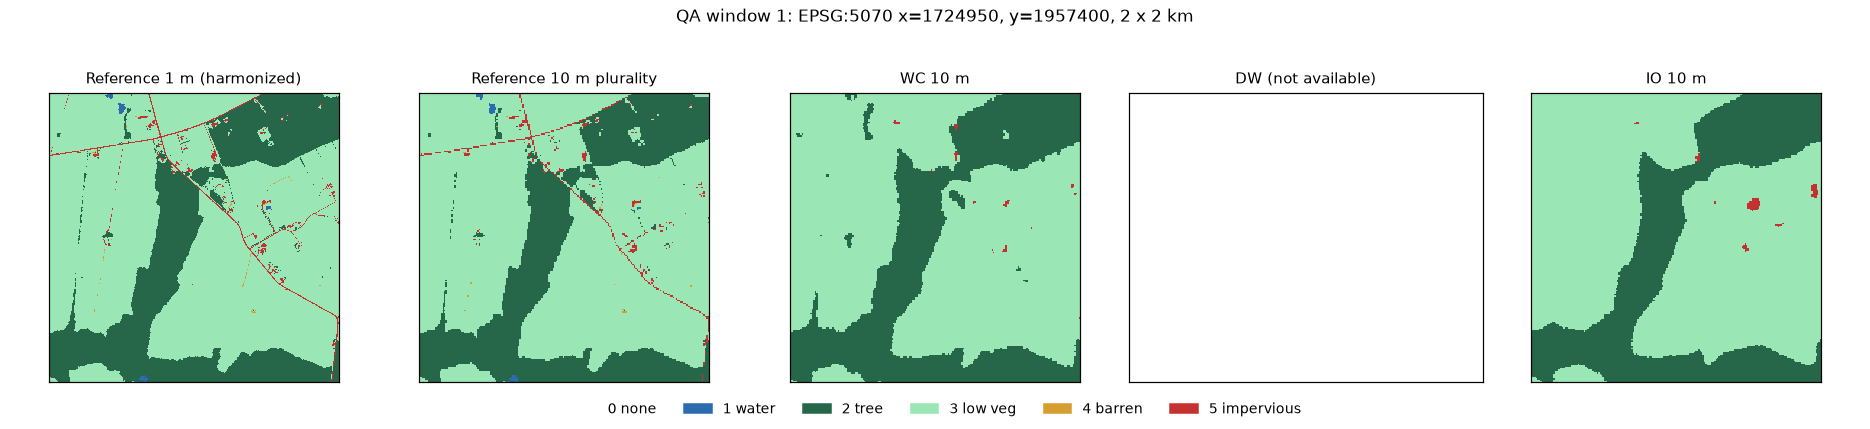 QA window 1: EPSG:5070 x=1724950, y=1957400, 2 x 2 km
Reference 1 m (harmonized)
Reference 10 m plurality
WC 10 m
DW (not available)
IO 10 m
0 none
1 water
2 tree
3 low veg
4 barren
5 impervious